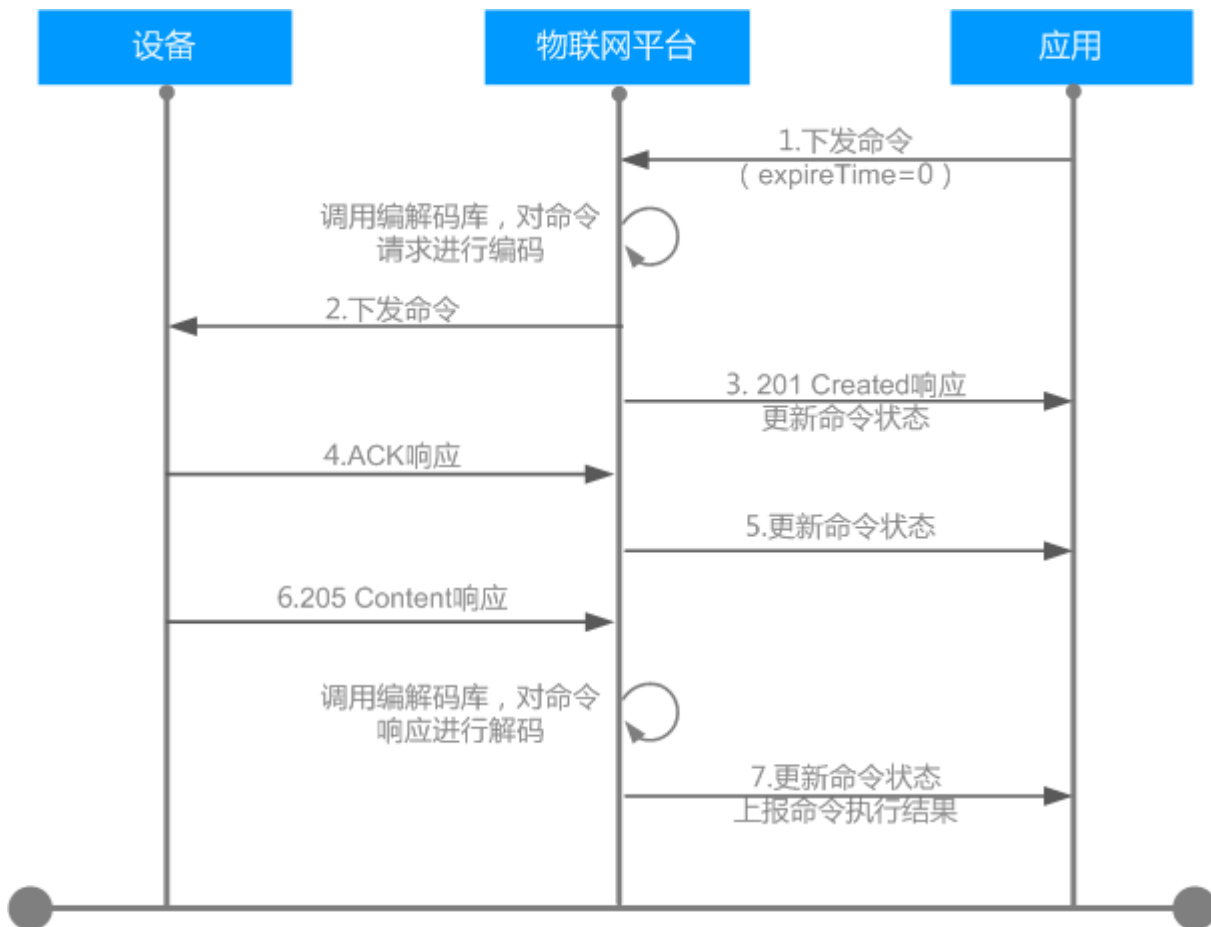 设备
物联网平台
应用
1.下发命令
（expireTime=0）
调用编解码库，对命令
请求进行编码
2.下发命令
3. 201 Created响应
更新命令状态
4.ACK响应
5.更新命令状态
6.205 Content响应
调用编解码库，对命令
响应进行解码
7.更新命令状态
上报命令执行结果